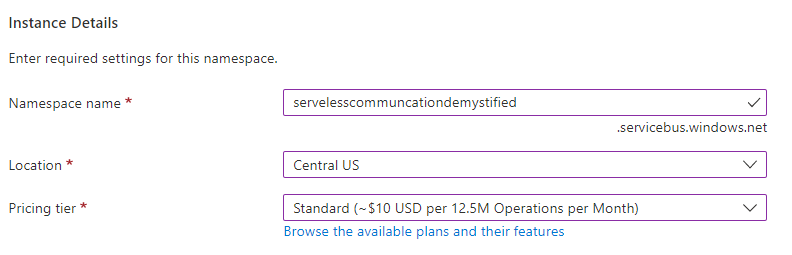 Instance Details
Enter required settings for this namespace.
Namespace name *
servelesscommuncationdemystified
.servicebus.windows.net
Location *
Central US
Pricing tier *
Standard (~$10 USD per 12.5M Operations per Month)
Browse the available plans and their features